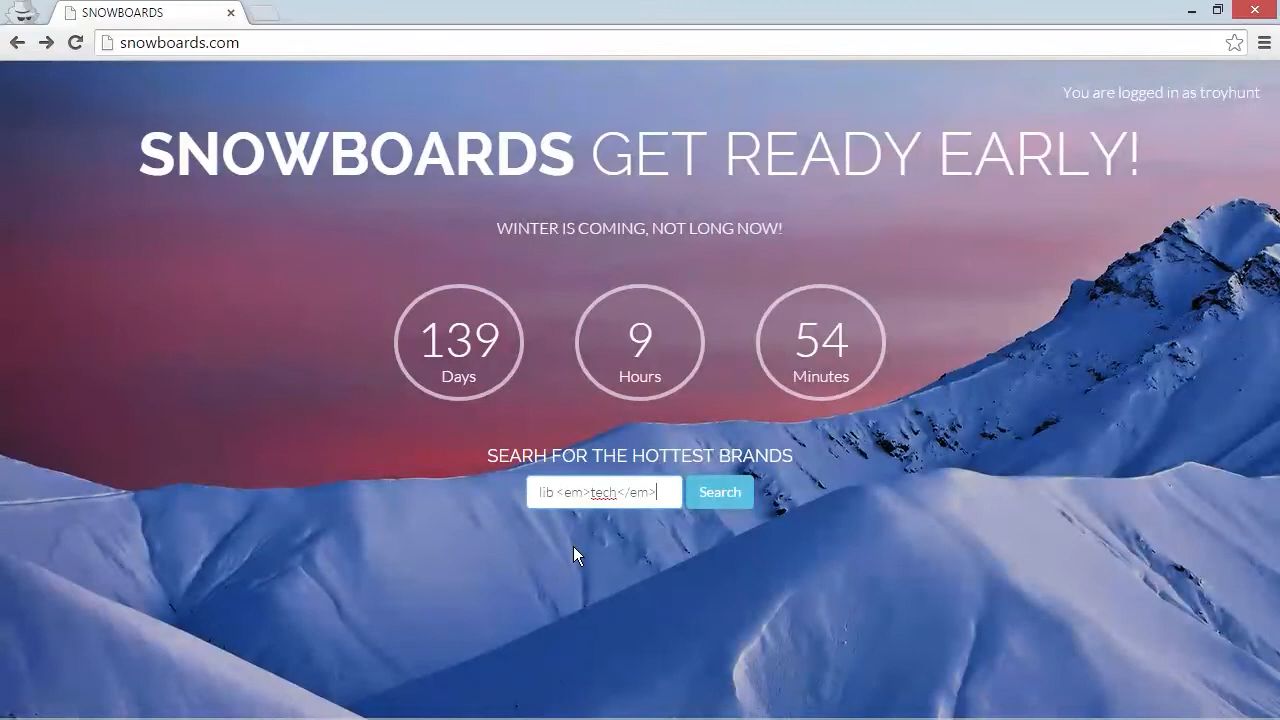 SNOWBOARDS
snowboards.com
You are logged in as troyhunt
SNOWBOARDS GET READY EARLY!
WINTER IS COMING, NOT LONG NOW!
139 9 54
Days Hours Minutes
SEARH FOR THE HOTTEST BRANDS
lib <em>tech</em> Search